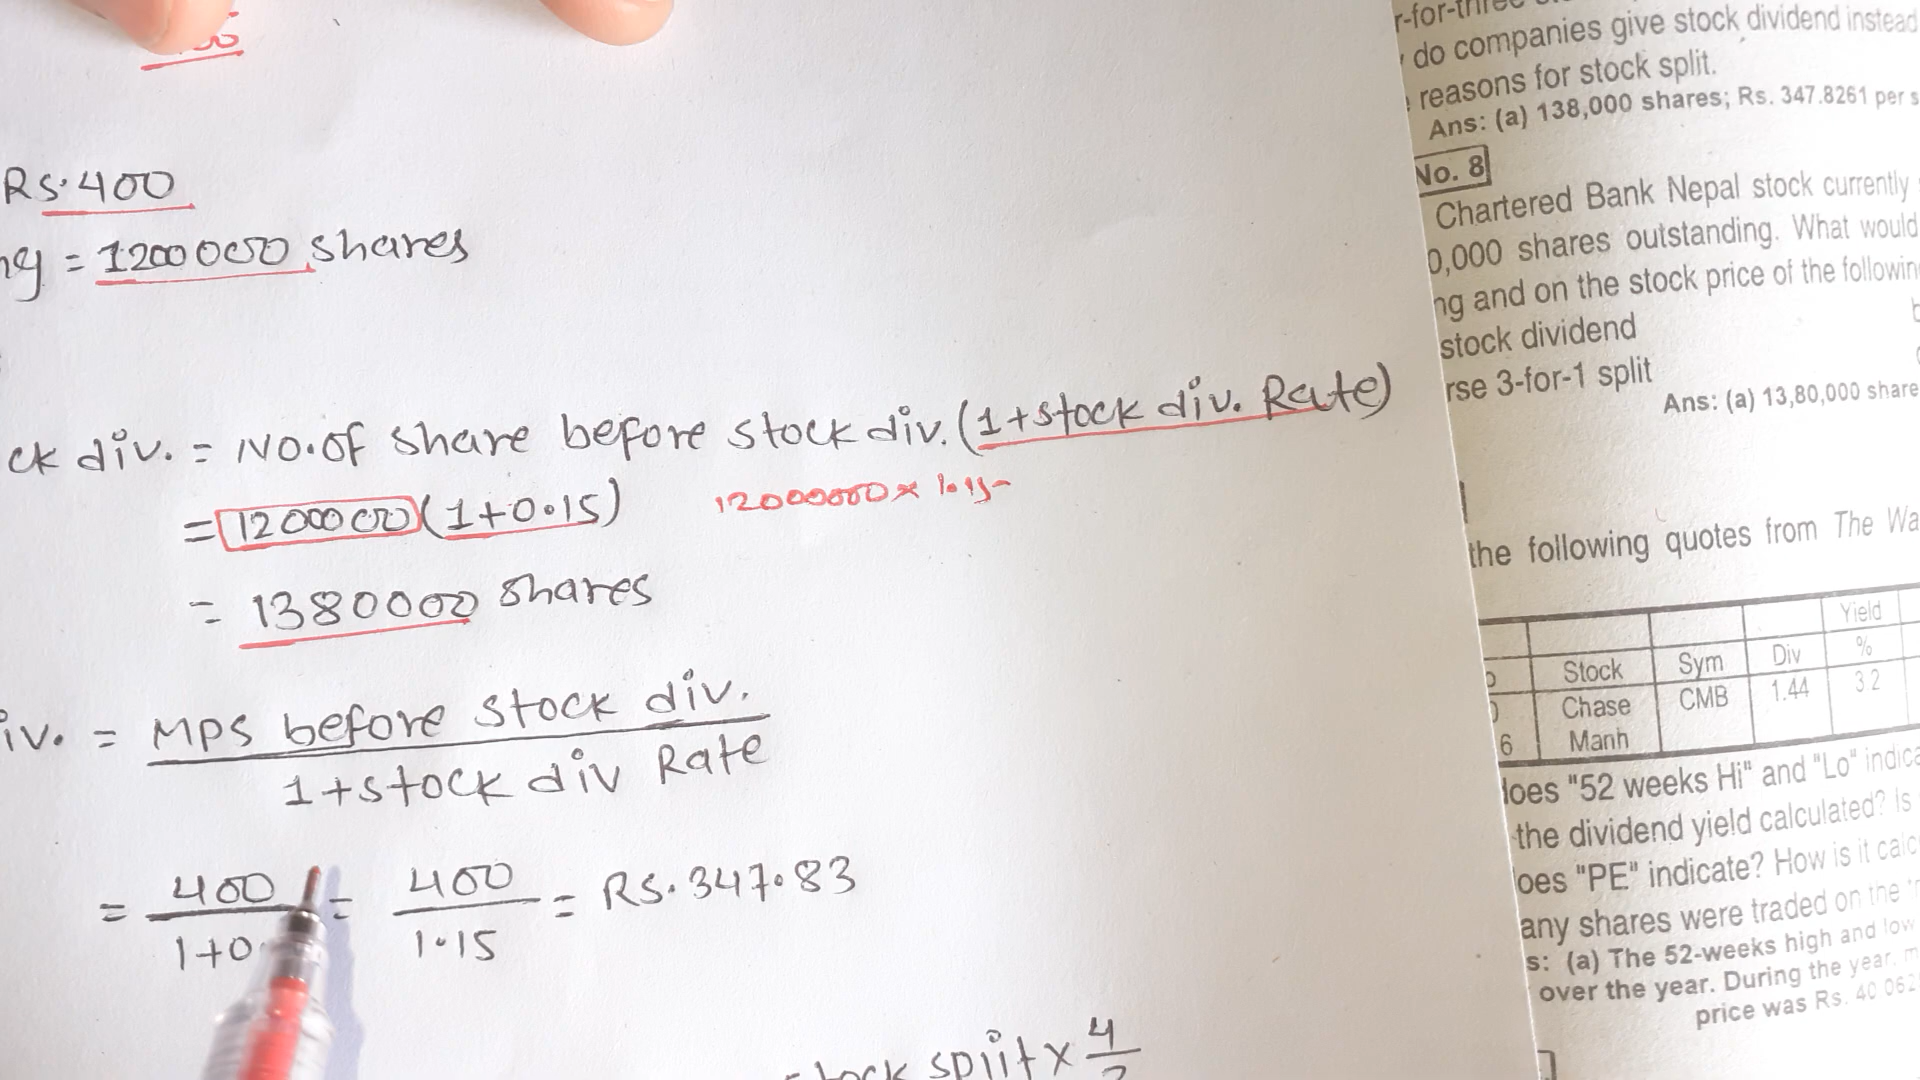 Rs. 400
= 1200000 shares
ck div. = No. of share before stock div. (1+stock div. Rate)
= 1200000 (1+0.15)
= 1380000 shares
iv. = MPS before stock div.
1+stock div Rate
= 400 = 400 = RS. 347.83
1+0. 1.15
stock split x 4
r-for-three
do companies give stock dividend instead
reasons for stock split.
Ans: (a) 138,000 shares; Rs. 347.8261 per s
No. 8
Chartered Bank Nepal stock currently
0,000 shares outstanding. What would
ng and on the stock price of the followin
stock dividend
rse 3-for-1 split
Ans: (a) 13,80,000 share
the following quotes from The Wa
Yield
Stock Sym Div %
Chase CMB 1.44 3.2
6 Manh
does "52 weeks Hi" and "Lo" indica
the dividend yield calculated? Is
oes "PE" indicate? How is it calc
any shares were traded on the
s: (a) The 52-weeks high and low
over the year. During the year,
price was Rs. 40 062